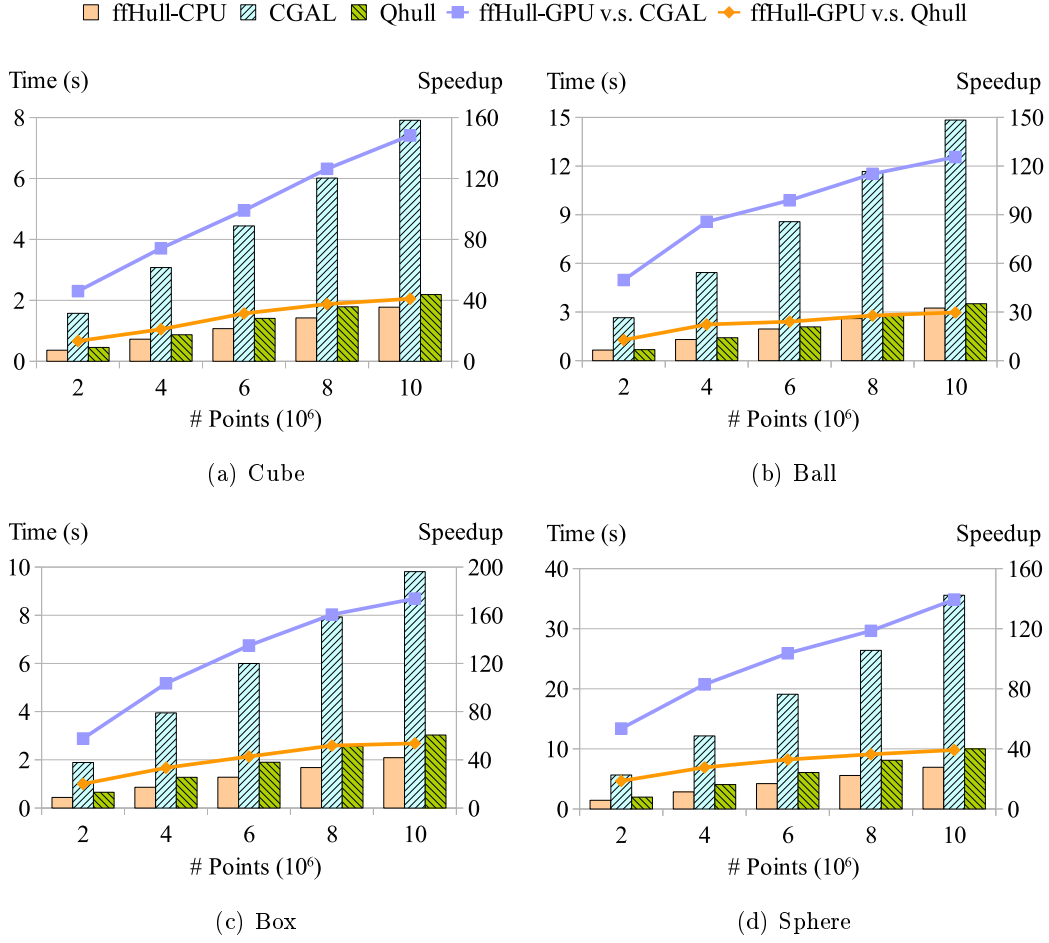 ffHull-CPU CGAL Qhull ffHull-GPU v.s. CGAL ffHull-GPU v.s. Qhull
Time (s) Speedup
8 160
6 120
4 80
2 40
0 0
2 4 6 8 10
# Points (10⁶)
(a) Cube
Time (s) Speedup
15 150
12 120
9 90
6 60
3 30
0 0
2 4 6 8 10
# Points (10⁶)
(b) Ball
Time (s) Speedup
10 200
8 160
6 120
4 80
2 40
0 0
2 4 6 8 10
# Points (10⁶)
(c) Box
Time (s) Speedup
40 160
30 120
20 80
10 40
0 0
2 4 6 8 10
# Points (10⁶)
(d) Sphere